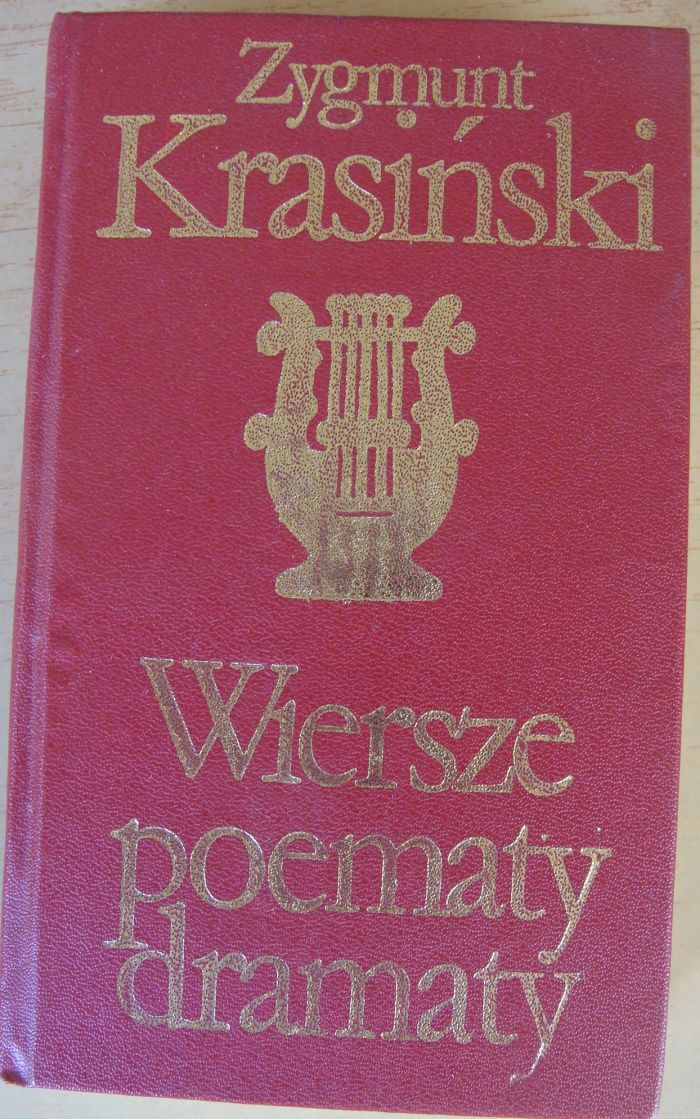 Zygmunt
Krasiński
Wiersze
poematy
dramaty